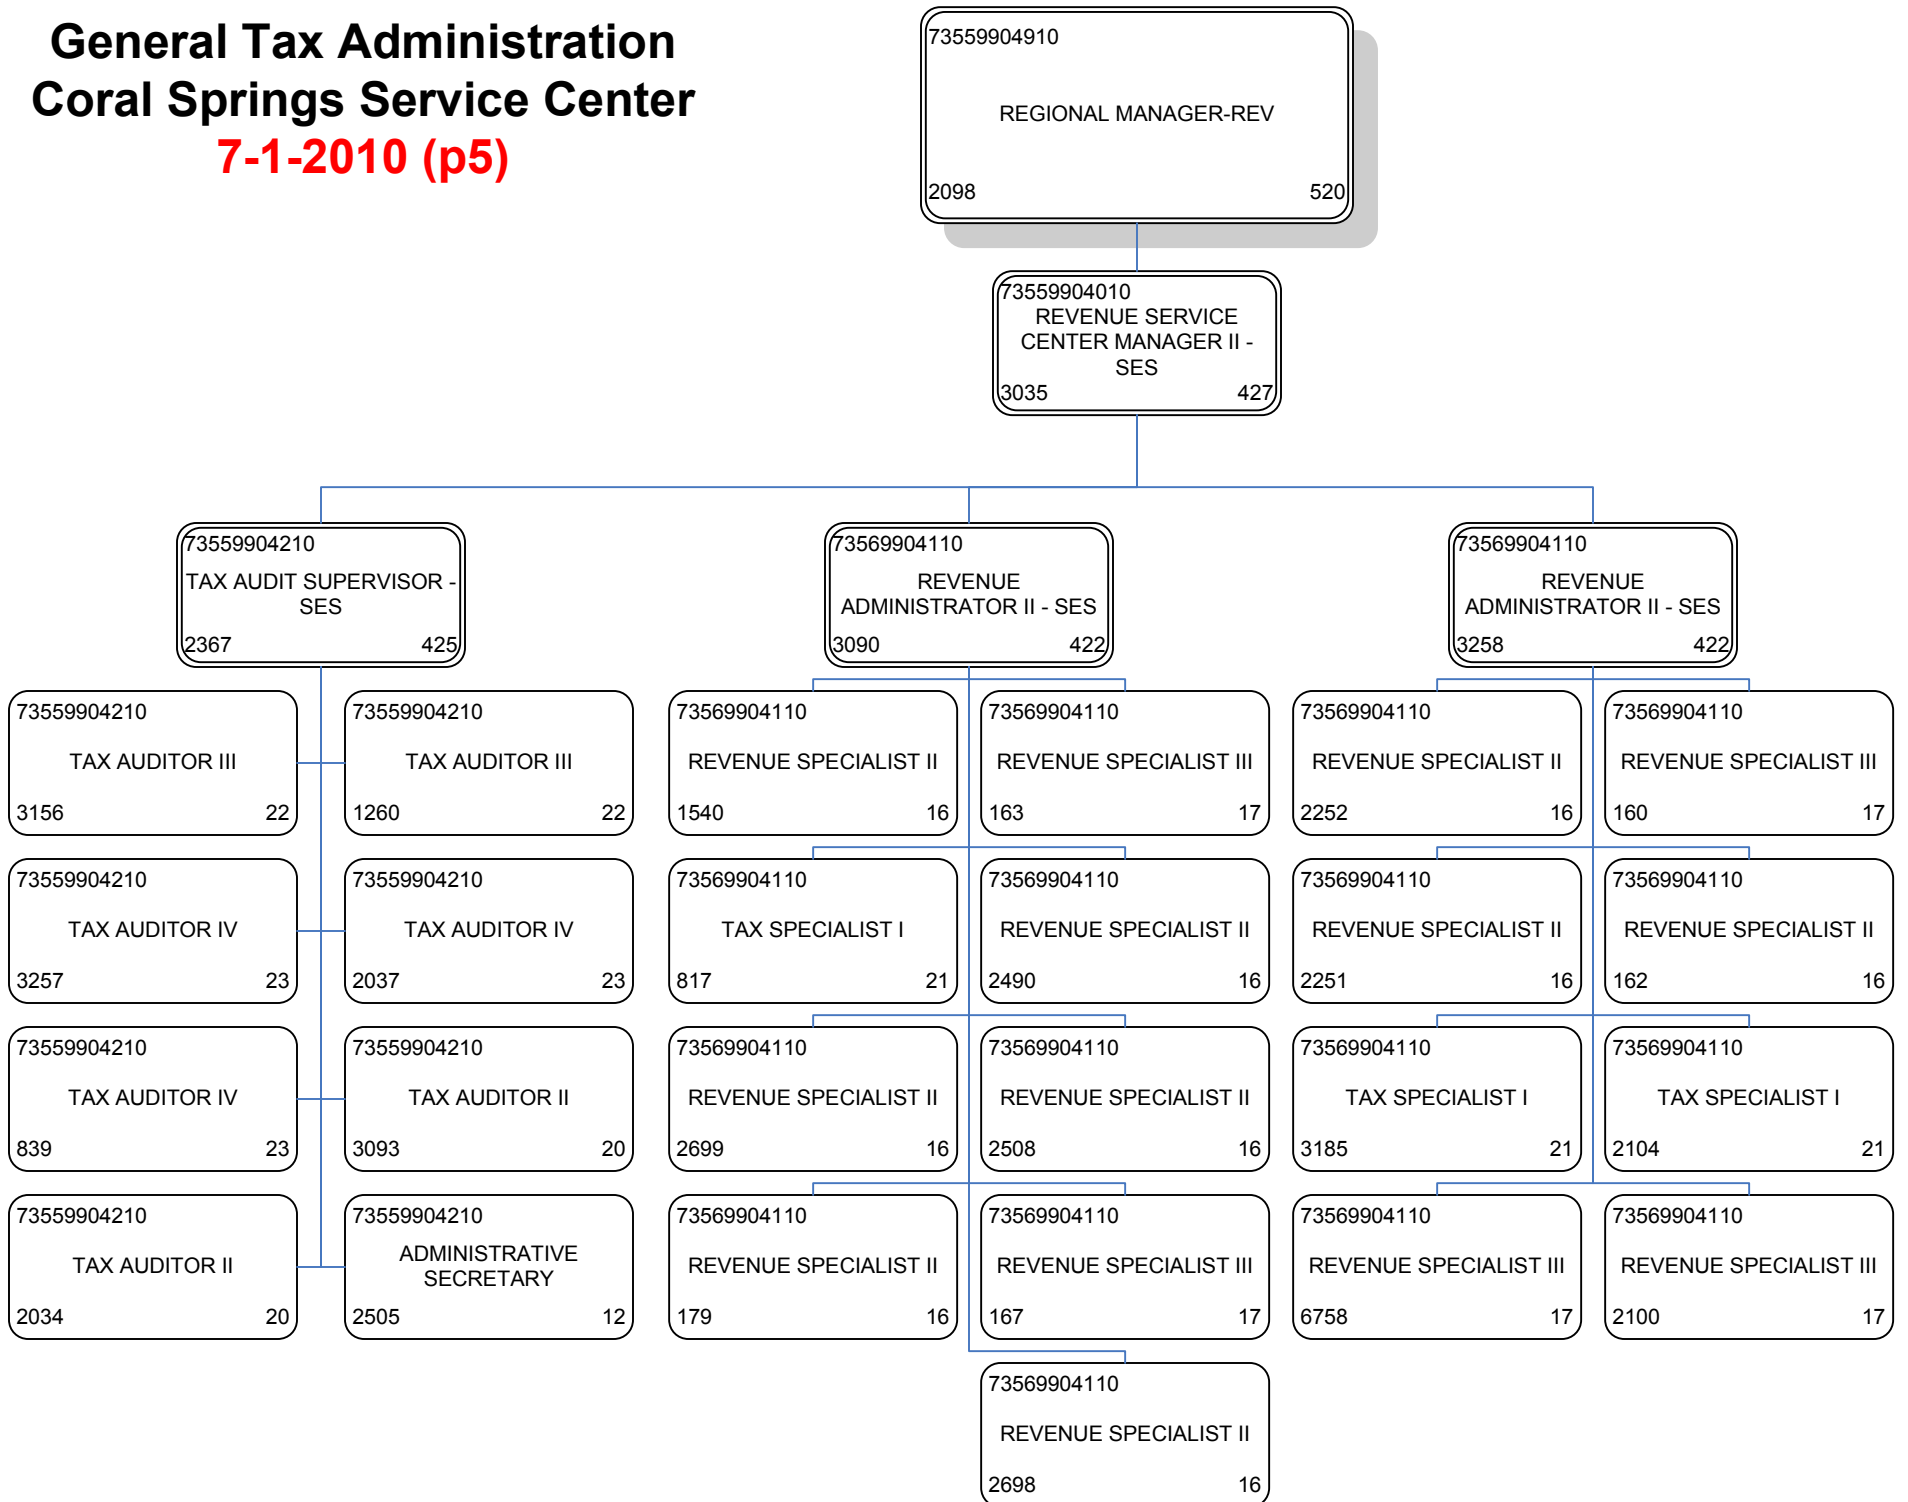 General Tax Administration
Coral Springs Service Center
7-1-2010 (p5)
73559904910
REGIONAL MANAGER-REV
2098 520
73559904010
REVENUE SERVICE
CENTER MANAGER II -
SES
3035 427
73559904210
TAX AUDIT SUPERVISOR -
SES
2367 425
73569904110
REVENUE
ADMINISTRATOR II - SES
3090 422
73569904110
REVENUE
ADMINISTRATOR II - SES
3258 422
73559904210
TAX AUDITOR III
3156 22
73559904210
TAX AUDITOR III
1260 22
73569904110
REVENUE SPECIALIST II
1540 16
73569904110
REVENUE SPECIALIST III
163 17
73569904110
REVENUE SPECIALIST II
2252 16
73569904110
REVENUE SPECIALIST III
160 17
73559904210
TAX AUDITOR IV
3257 23
73559904210
TAX AUDITOR IV
2037 23
73569904110
TAX SPECIALIST I
817 21
73569904110
REVENUE SPECIALIST II
2490 16
73569904110
REVENUE SPECIALIST II
2251 16
73569904110
REVENUE SPECIALIST II
162 16
73559904210
TAX AUDITOR IV
839 23
73559904210
TAX AUDITOR II
3093 20
73569904110
REVENUE SPECIALIST II
2699 16
73569904110
REVENUE SPECIALIST II
2508 16
73569904110
TAX SPECIALIST I
3185 21
73569904110
TAX SPECIALIST I
2104 21
73559904210
TAX AUDITOR II
2034 20
73559904210
ADMINISTRATIVE
SECRETARY
2505 12
73569904110
REVENUE SPECIALIST II
179 16
73569904110
REVENUE SPECIALIST III
167 17
73569904110
REVENUE SPECIALIST III
6758 17
73569904110
REVENUE SPECIALIST III
2100 17
73569904110
REVENUE SPECIALIST II
2698 16